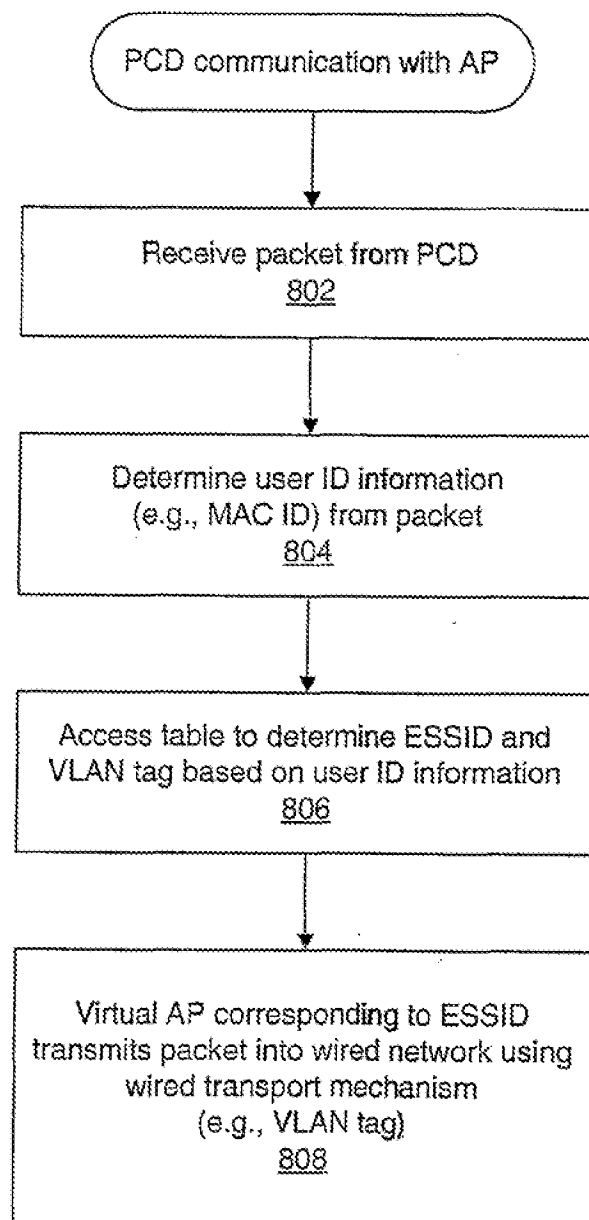 PCD communication with AP
Receive packet from PCD
802
Determine user ID information
(e.g., MAC ID) from packet
804
Access table to determine ESSID and
VLAN tag based on user ID information
806
Virtual AP corresponding to ESSID
transmits packet into wired network using
wired transport mechanism
(e.g., VLAN tag)
808